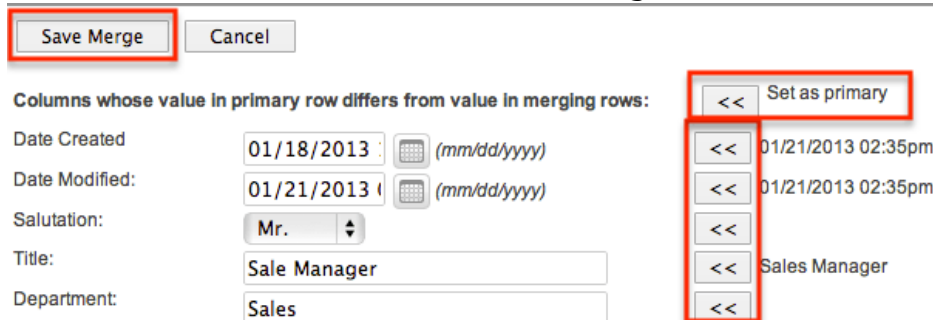 Save Merge Cancel
Columns whose value in primary row differs from value in merging rows: << Set as primary
Date Created 01/18/2013 (mm/dd/yyyy) << 01/21/2013 02:35pm
Date Modified: 01/21/2013 (mm/dd/yyyy) << 01/21/2013 02:35pm
Salutation: Mr. <<
Title: Sale Manager << Sales Manager
Department: Sales <<